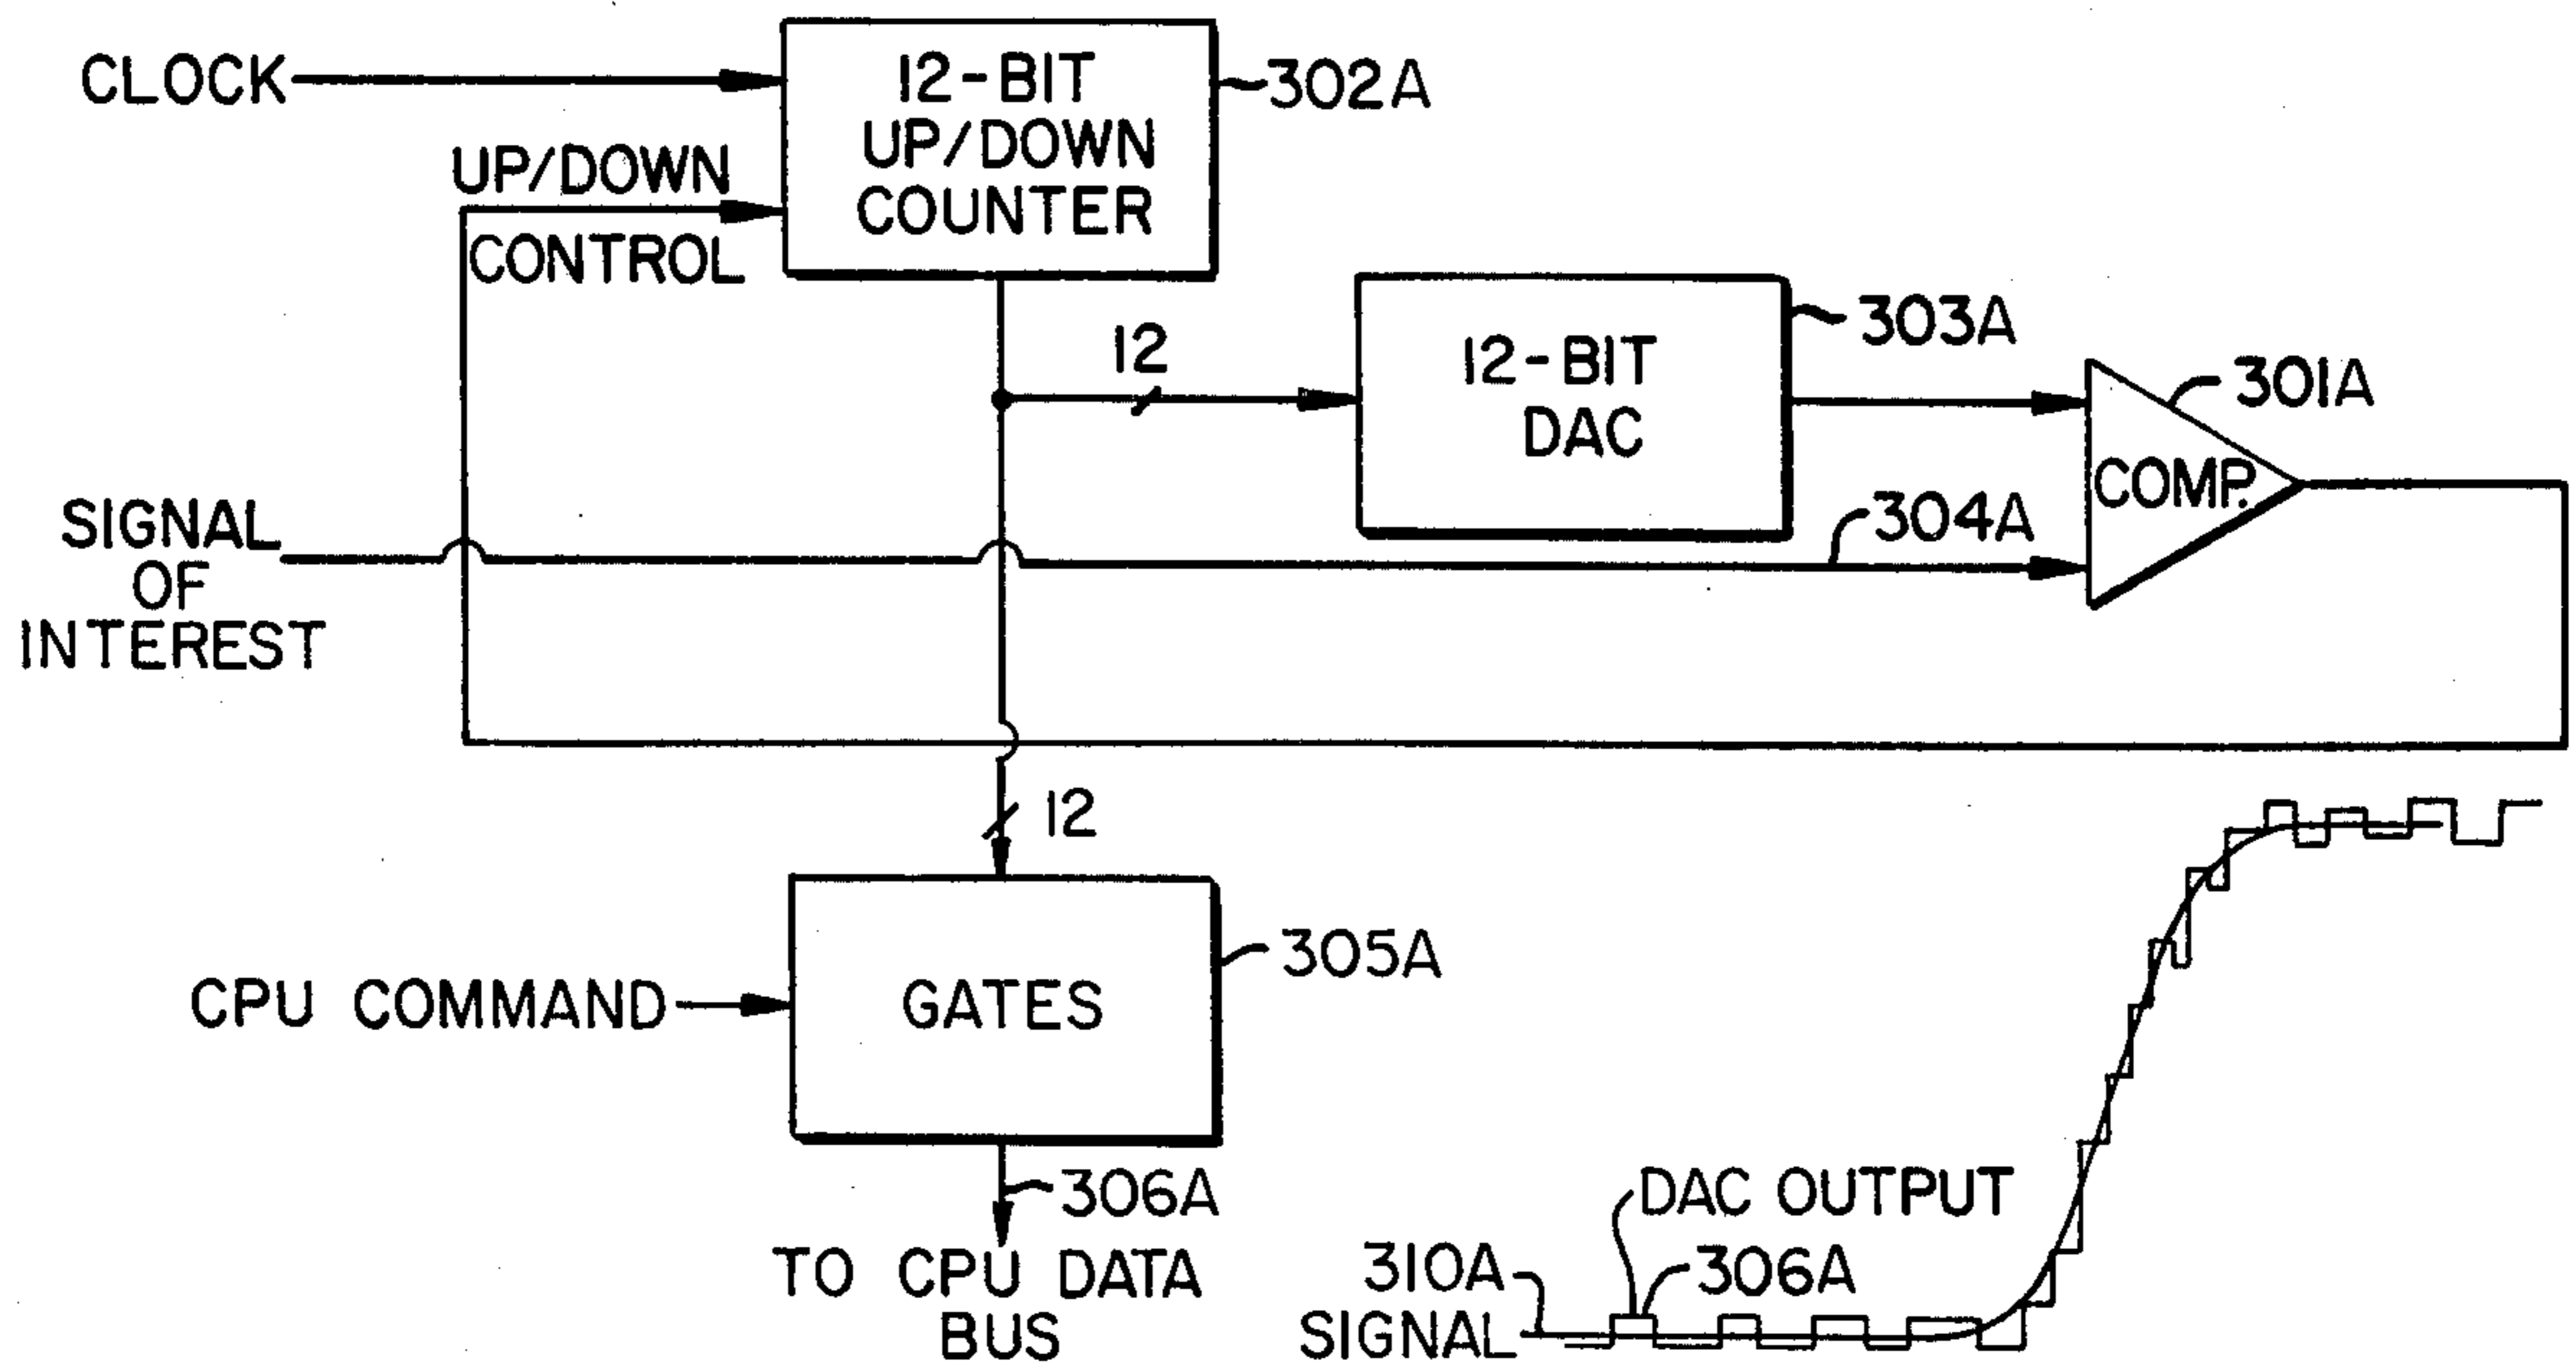 CLOCK
12-BIT
UP/DOWN
COUNTER
302A
UP/DOWN
CONTROL
12
12-BIT
DAC
303A
301A
COMP.
304A
SIGNAL
OF
INTEREST
12
GATES
305A
CPU COMMAND
306A
TO CPU DATA
BUS
DAC OUTPUT
306A
310A
SIGNAL